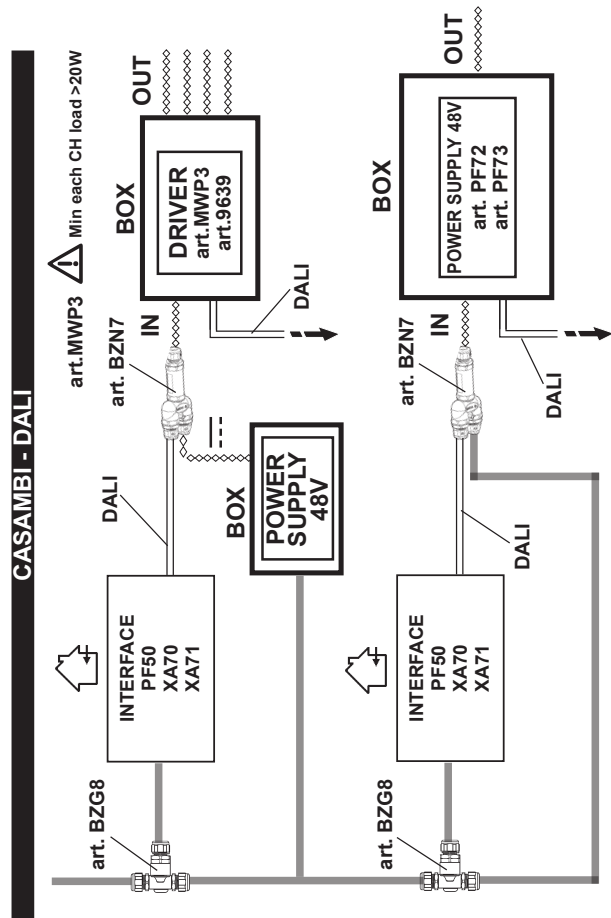 CASAMBI - DALI
art.MWP3
Min each CH load >20W
art. BZG8
INTERFACE
PF50
XA70
XA71
DALI
art. BZN7
IN
BOX
DRIVER
art.MWP3
art.9639
OUT
DALI
BOX
POWER
SUPPLY
48V
art. BZG8
INTERFACE
PF50
XA70
XA71
DALI
art. BZN7
IN
BOX
POWER SUPPLY 48V
art. PF72
art. PF73
OUT
DALI